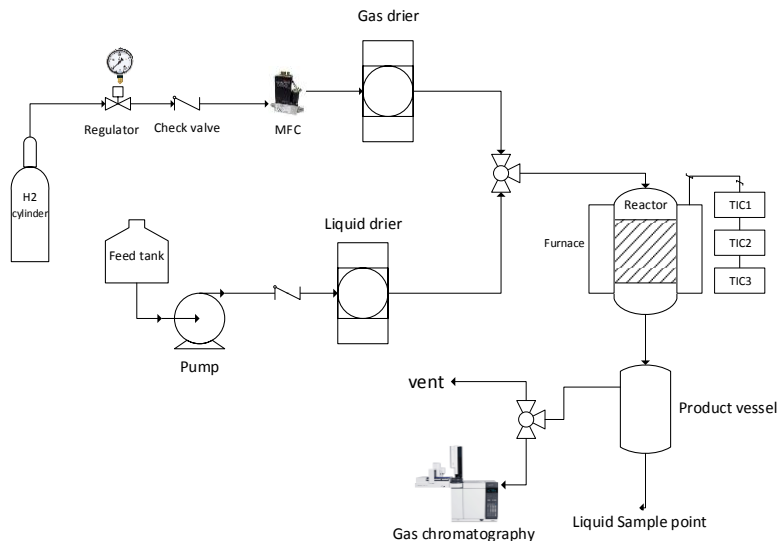 Gas drier
Regulator
Check valve
MFC
H2
cylinder
Liquid drier
Feed tank
Pump
Reactor
Furnace
TIC1
TIC2
TIC3
vent
Product vessel
Gas chromatography
Liquid Sample point